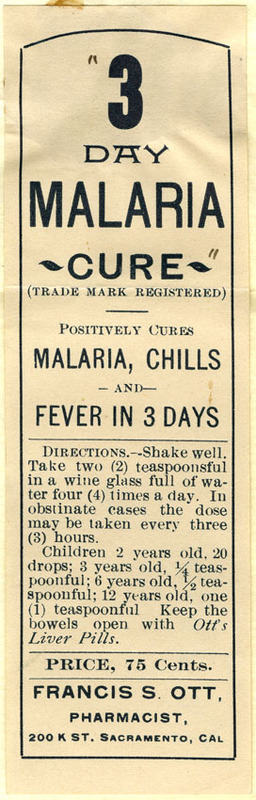 "3
DAY
MALARIA
CURE"
(TRADE MARK REGISTERED)
POSITIVELY CURES
MALARIA, CHILLS
– AND—
FEVER IN 3 DAYS
DIRECTIONS.--Shake well.
Take two (2) teaspoonsful
in a wine glass full of wa-
ter four (4) times a day. In
obstinate cases the dose
may be taken every three
(3) hours.
Children 2 years old, 20
drops; 3 years old, ¼ teas-
poonful; 6 years old, ½ tea-
spoonful; 12 years old, one
(1) teaspoonful Keep the
bowels open with Ott's
Liver Pills.
PRICE, 75 Cents.
FRANCIS S. OTT,
PHARMACIST,
200 K ST. SACRAMENTO, CAL